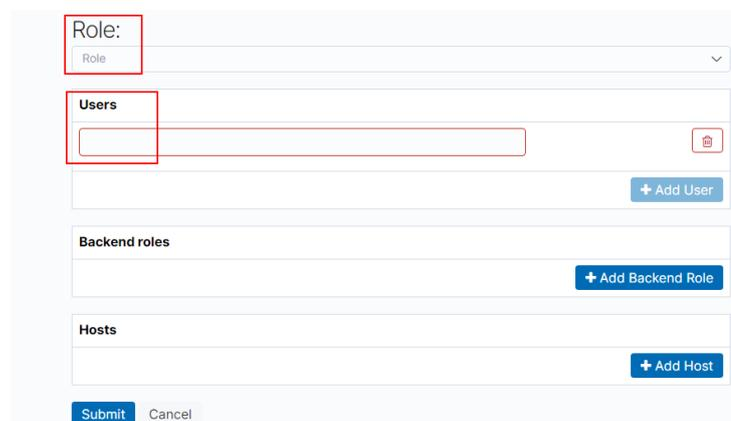 Role:
Role
Users
Add User
Backend roles
Add Backend Role
Hosts
Add Host
Submit Cancel